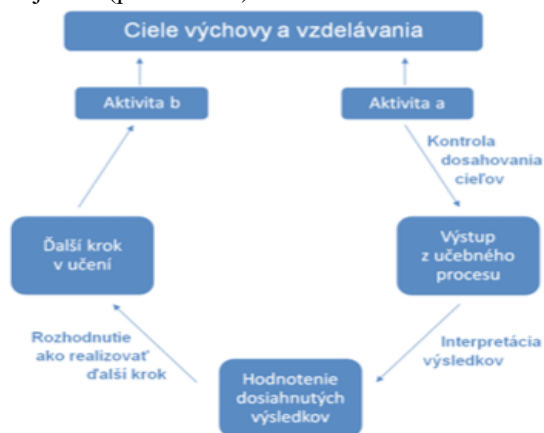 Ciele výchovy a vzdelávania
Aktivita b
Aktivita a
Kontrola
dosahovania
cieľov
Ďalší krok
v učení
Výstup
z učebného
procesu
Rozhodnutie
ako realizovať
ďalší krok
Interpretácia
výsledkov
Hodnotenie
dosiahnutých
výsledkov